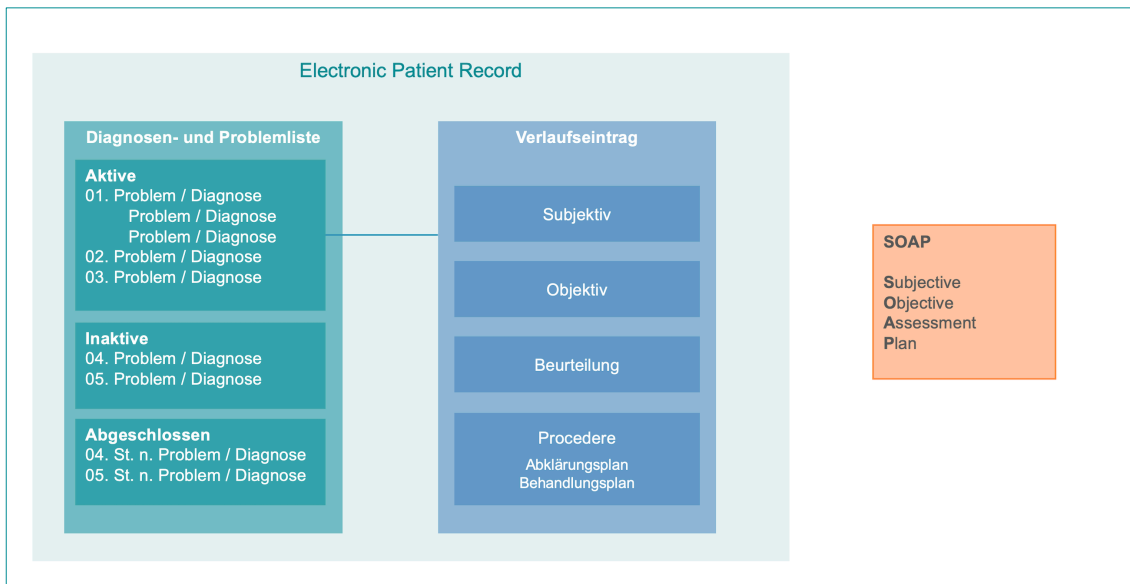 Electronic Patient Record
Diagnosen- und Problemliste
Aktive
01. Problem / Diagnose
Problem / Diagnose
Problem / Diagnose
02. Problem / Diagnose
03. Problem / Diagnose
Inaktive
04. Problem / Diagnose
05. Problem / Diagnose
Abgeschlossen
04. St. n. Problem / Diagnose
05. St. n. Problem / Diagnose
Verlaufseintrag
Subjektiv
Objektiv
Beurteilung
Procedere
Abklärungsplan
Behandlungsplan
SOAP
Subjective
Objective
Assessment
Plan